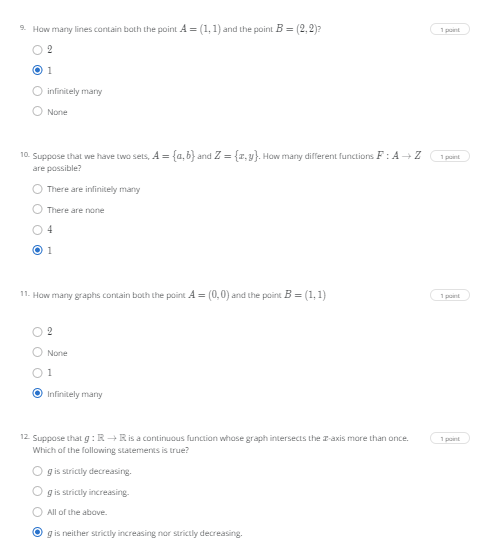 9. How many lines contain both the point A = (1, 1) and the point B = (2, 2)? 1 point
2
1
infinitely many
None
10. Suppose that we have two sets, A = {a, b} and Z = {x, y}. How many different functions F : A → Z 1 point
are possible?
There are infinitely many
There are none
4
1
11. How many graphs contain both the point A = (0, 0) and the point B = (1, 1) 1 point
2
None
1
Infinitely many
12. Suppose that g : ℝ → ℝ is a continuous function whose graph intersects the x-axis more than once. 1 point
Which of the following statements is true?
g is strictly decreasing.
g is strictly increasing.
All of the above.
g is neither strictly increasing nor strictly decreasing.